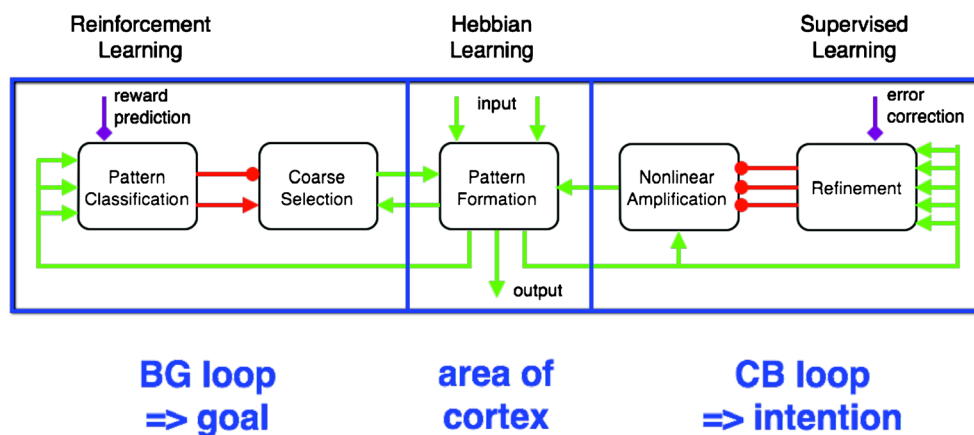 Reinforcement
Learning
Hebbian
Learning
Supervised
Learning
reward
prediction
input
error
correction
Pattern
Classification
Coarse
Selection
Pattern
Formation
Nonlinear
Amplification
Refinement
output
BG loop
=> goal
area of
cortex
CB loop
=> intention